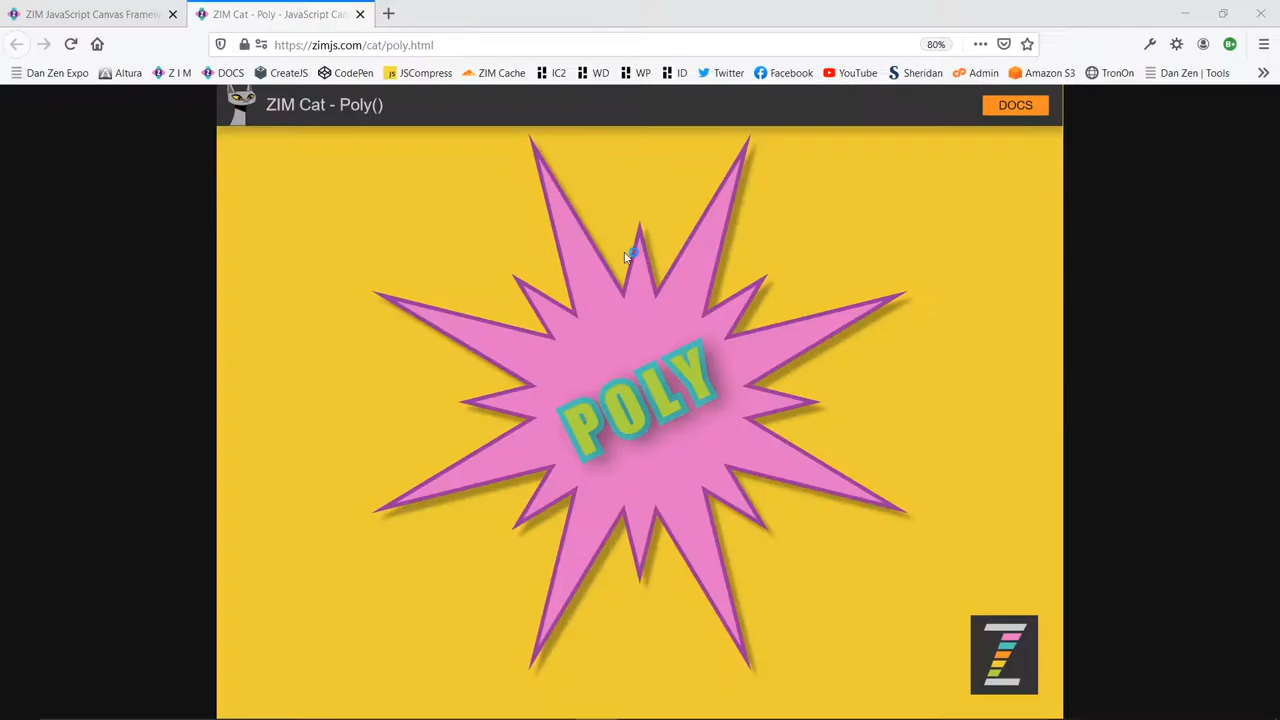 ZIM JavaScript Canvas Framew
ZIM Cat - Poly - JavaScript Can
https://zimjs.com/cat/poly.html
80%
Dan Zen Expo
Altura
Z I M
DOCS
CreateJS
CodePen
JS
JSCompress
ZIM Cache
IC2
WD
WP
ID
Twitter
Facebook
YouTube
Sheridan
Admin
Amazon S3
TronOn
Dan Zen | Tools
ZIM Cat - Poly()
DOCS
POLY
Z